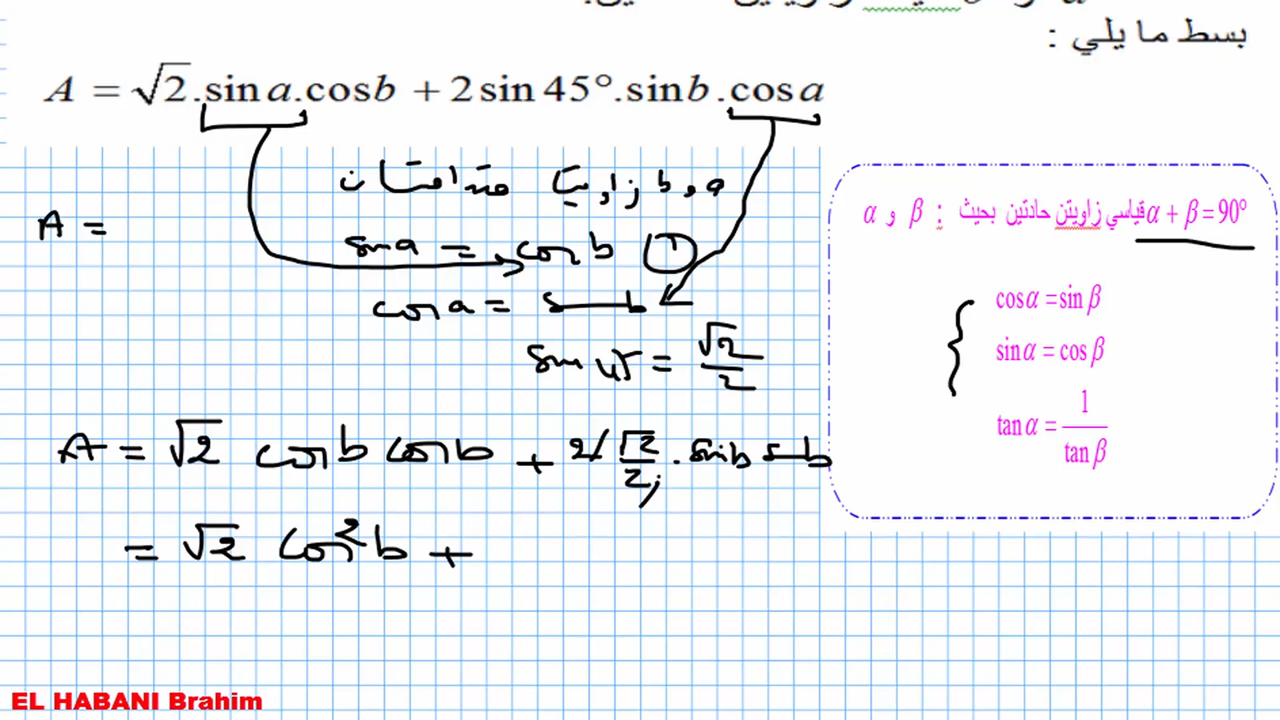 بسط ما يلي :
A = √2.sin a.cos b + 2 sin 45°.sin b.cos a
a و b زاويتان متتامتان
A =
sin a = cos b ①
cos a = sin b
sin 45 = √2/2
A = √2 cos b cos b + 2 √2/2 . sin b sin b
= √2 cos² b +
α و β قياسي زاويتن حادتين بحيث : α + β = 90°
cos α = sin β
sin α = cos β
tan α = 1/tan β
EL HABANI Brahim